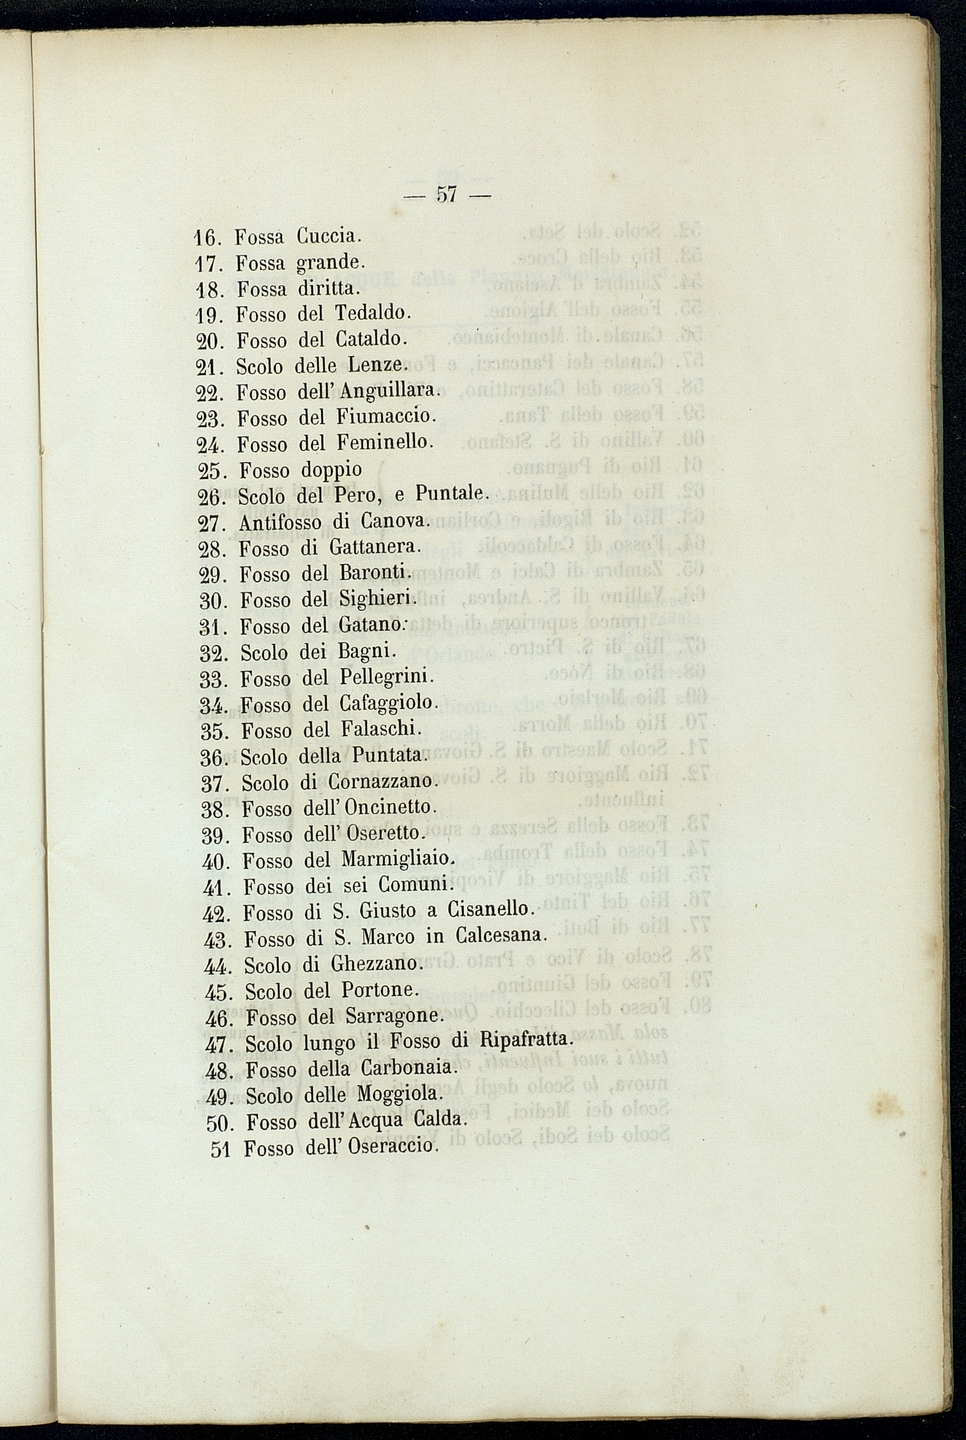 — 57 —
16. Fossa Cuccia.
17. Fossa grande.
18. Fossa diritta.
19. Fosso del Tedaldo.
20. Fosso del Cataldo.
21. Scolo delle Lenze.
22. Fosso dell' Anguillara.
23. Fosso del Fiumaccio.
24. Fosso del Feminello.
25. Fosso doppio
26. Scolo del Pero, e Puntale.
27. Antifosso di Canova.
28. Fosso di Gattanera.
29. Fosso del Baronti.
30. Fosso del Sighieri.
31. Fosso del Gatano.
32. Scolo dei Bagni.
33. Fosso del Pellegrini.
34. Fosso del Cafaggiolo.
35. Fosso del Falaschi.
36. Scolo della Puntata.
37. Scolo di Cornazzano.
38. Fosso dell' Oncinetto.
39. Fosso dell' Oseretto.
40. Fosso del Marmigliaio.
41. Fosso dei sei Comuni.
42. Fosso di S. Giusto a Cisanello.
43. Fosso di S. Marco in Calcesana.
44. Scolo di Ghezzano.
45. Scolo del Portone.
46. Fosso del Sarragone.
47. Scolo lungo il Fosso di Ripafratta.
48. Fosso della Carbonaia.
49. Scolo delle Moggiola.
50. Fosso dell' Acqua Calda.
51 Fosso dell' Oseraccio.